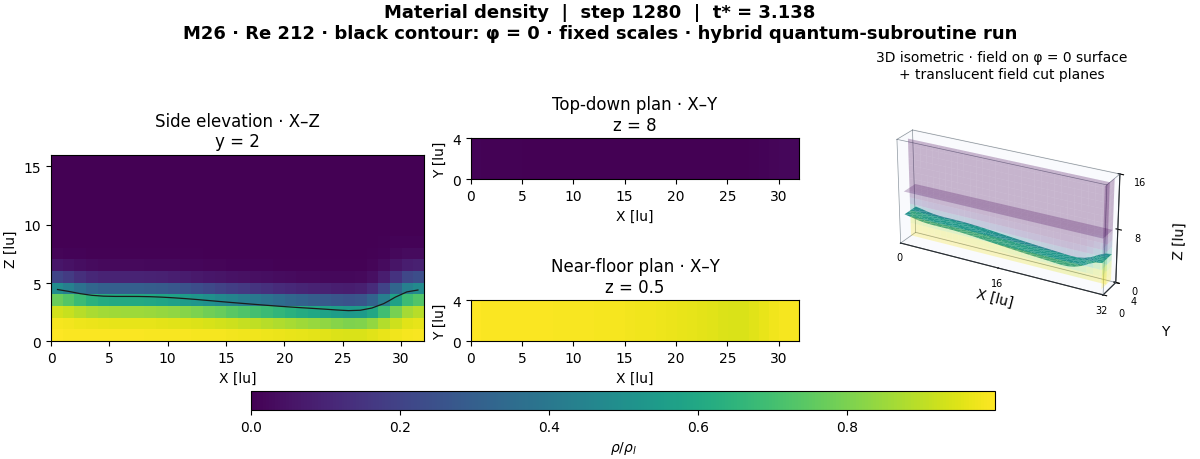 Material density | step 1280 | t* = 3.138
M26 · Re 212 · black contour: φ = 0 · fixed scales · hybrid quantum-subroutine run
3D isometric · field on φ = 0 surface
+ translucent field cut planes
Side elevation · X–Z
y = 2
Z [lu]
15
10
5
0
0 5 10 15 20 25 30
X [lu]
Top-down plan · X–Y
z = 8
Y [lu]
4
0
0 5 10 15 20 25 30
X [lu]
Near-floor plan · X–Y
z = 0.5
Y [lu]
4
0
0 5 10 15 20 25 30
X [lu]
16
8
0
Z [lu]
0
16
32
X [lu]
4
0
Y
0.0 0.2 0.4 0.6 0.8
ρ/ρl